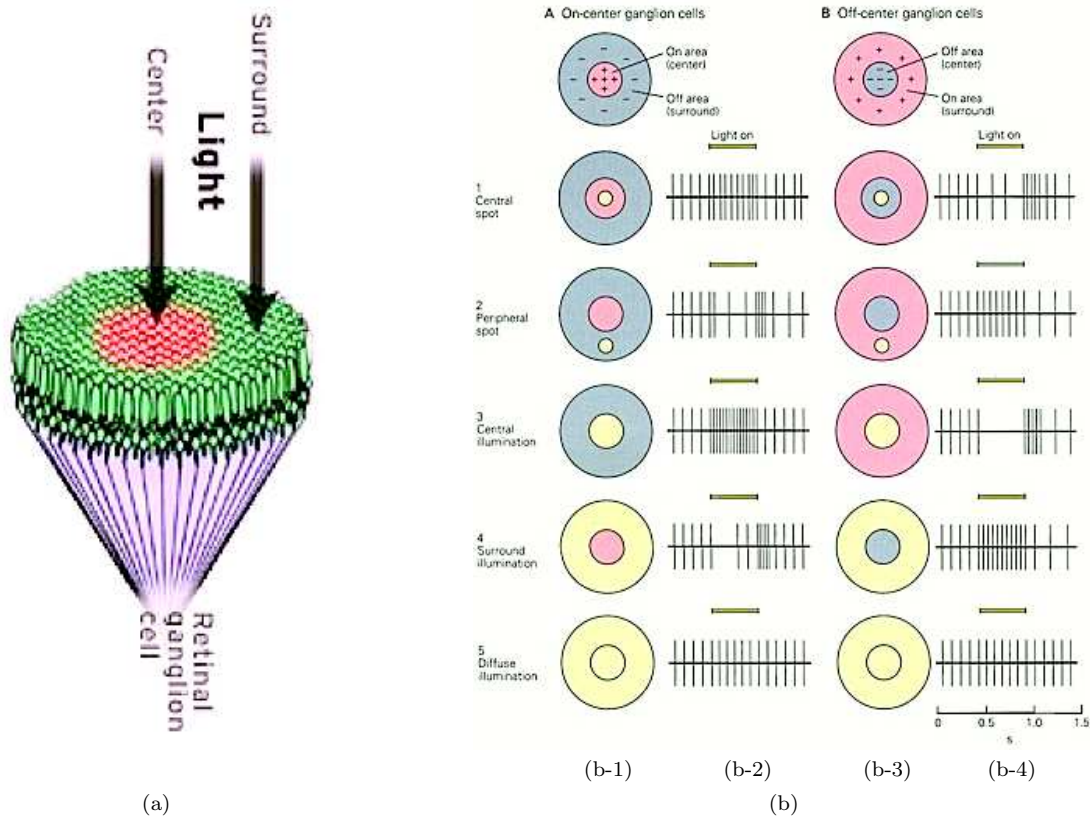 Surround
Center
Light
Retinal
ganglion
cell
(a)
A On-center ganglion cells
On area
(center)
Off area
(surround)
B Off-center ganglion cells
Off area
(center)
On area
(surround)
Light on
Light on
1
Central
spot
2
Peripheral
spot
3
Central
illumination
4
Surround
illumination
5
Diffuse
illumination
0 0.5 1.0 1.5
s
(b-1) (b-2) (b-3) (b-4)
(b)